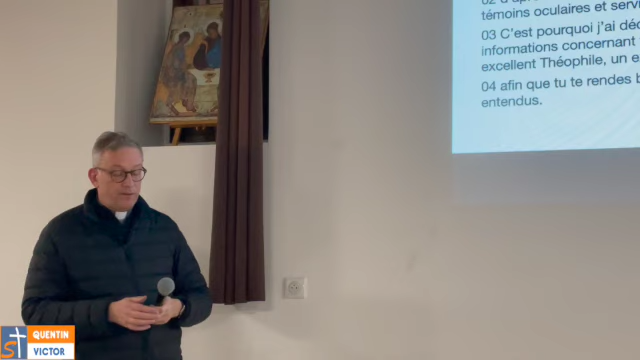 témoins oculaires et servi
03 C'est pourquoi j'ai déc
informations concernant
excellent Théophile, un e
04 afin que tu te rendes b
entendus.
QUENTIN
VICTOR